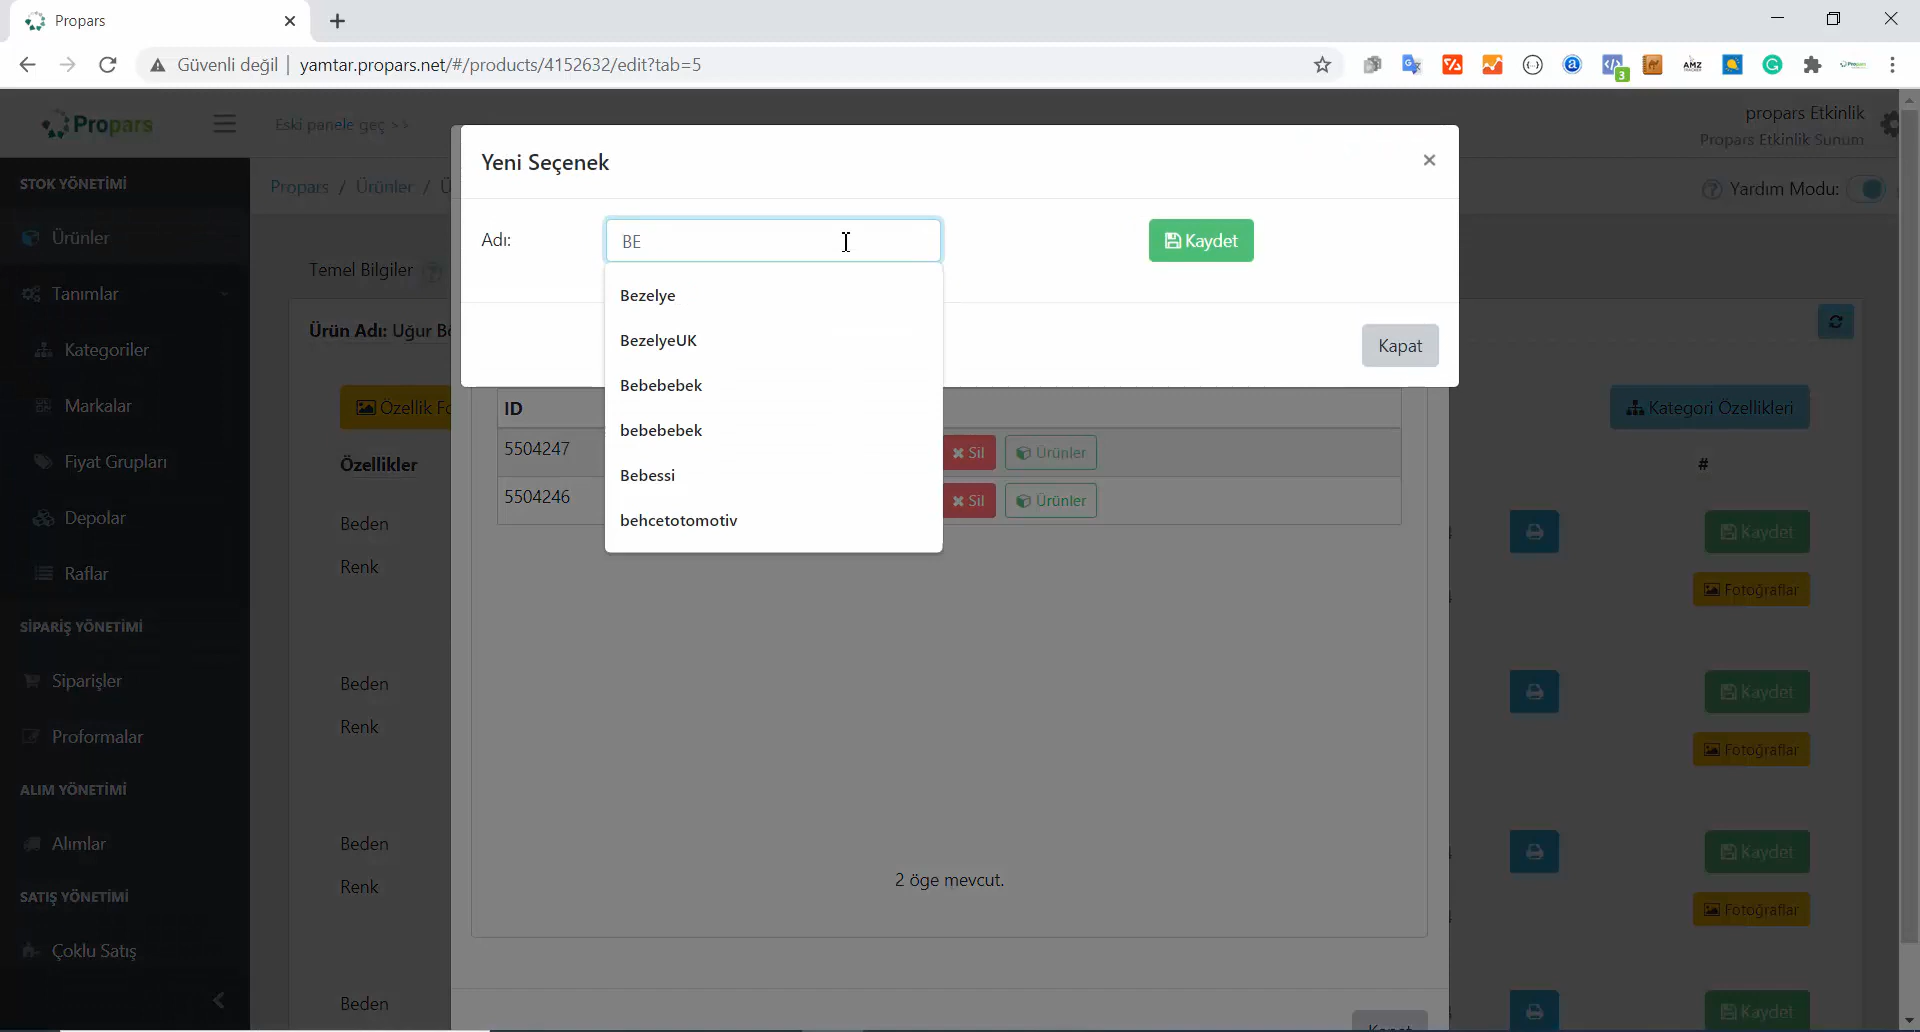 Propars
Güvenli değil
yamtar.propars.net/#/products/4152632/edit?tab=5
3
AMZ
Propars
Eski panele geç >>
propars Etkinlik
Propars Etkinlik Sunum
STOK YÖNETİMİ
Ürünler
Tanımlar
Kategoriler
Markalar
Fiyat Grupları
Depolar
Raflar
SİPARİŞ YÖNETİMİ
Siparişler
Proformalar
ALIM YÖNETİMİ
Alımlar
SATIŞ YÖNETİMİ
Çoklu Satış
Propars / Ürünler /
Yardım Modu:
Temel Bilgiler
Ürün Adı: Uğur
Özellik
Kategori Özellikleri
Özellikler
#
Yeni Seçenek
Adı:
BE
Kaydet
Bezelye
BezelyeUK
Bebebebek
bebebebek
Bebessi
behcetotomotiv
Kapat
ID
5504247
Sil
Ürünler
5504246
Sil
Ürünler
2 öge mevcut.
Kapat
Beden
Renk
Kaydet
Fotoğraflar
Beden
Renk
Kaydet
Fotoğraflar
Beden
Renk
Kaydet
Fotoğraflar
Beden
Kaydet